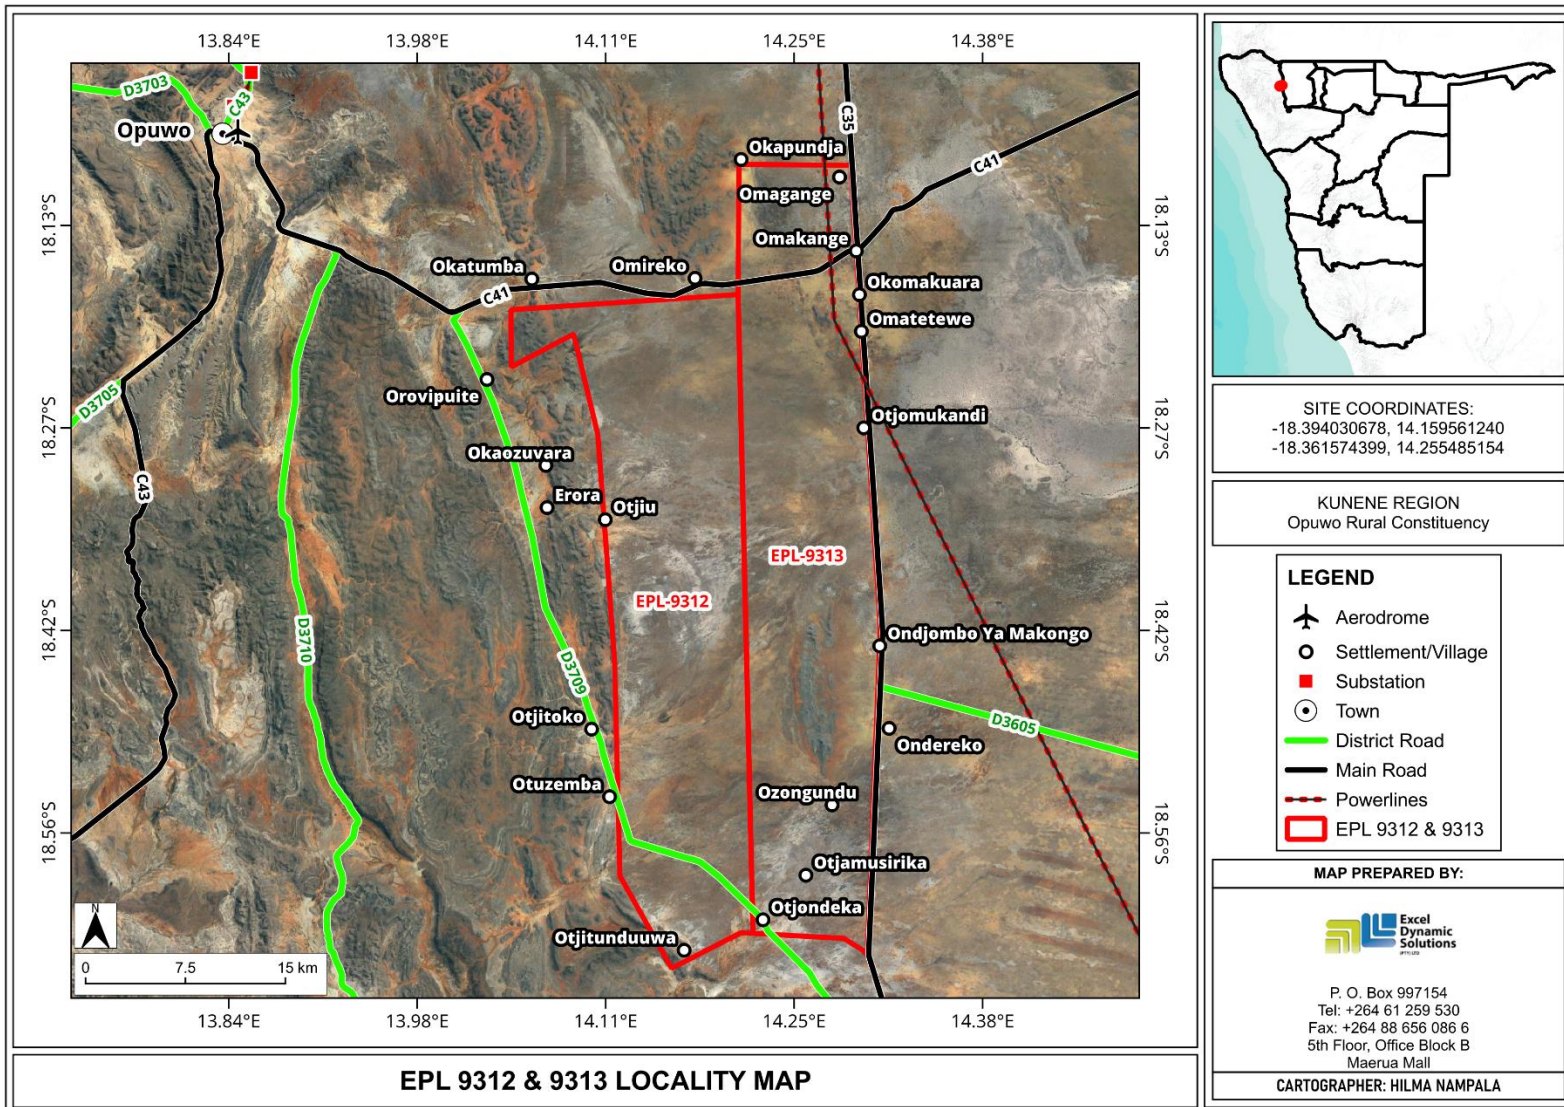 13.84°E
13.98°E
14.11°E
14.25°E
14.38°E
18.13°S
18.27°S
18.42°S
18.56°S
18.13°S
18.27°S
18.42°S
18.56°S
D3703
C43
Opuwo
C35
C41
Okapundja
Omagange
Omakange
Okatumba
Omireko
C41
Okomakuara
Omatetewe
Orovipuite
D3705
Otjomukandi
C43
Okaozuvara
Erora
Otjiu
EPL-9313
EPL-9312
D3710
Ondjombo Ya Makongo
D3709
Otjitoko
Ondereko
D3605
Otuzemba
Ozongundu
Otjamusirika
Otjondeka
Otjitunduuwa
N
0 7.5 15 km
13.84°E
13.98°E
14.11°E
14.25°E
14.38°E
EPL 9312 & 9313 LOCALITY MAP
SITE COORDINATES:
-18.394030678, 14.159561240
-18.361574399, 14.255485154
KUNENE REGION
Opuwo Rural Constituency
LEGEND
Aerodrome
Settlement/Village
Substation
Town
District Road
Main Road
Powerlines
EPL 9312 & 9313
MAP PREPARED BY:
Excel
Dynamic
Solutions
(PTY) LTD
P. O. Box 997154
Tel: +264 61 259 530
Fax: +264 88 656 086 6
5th Floor, Office Block B
Maerua Mall
CARTOGRAPHER: HILMA NAMPALA